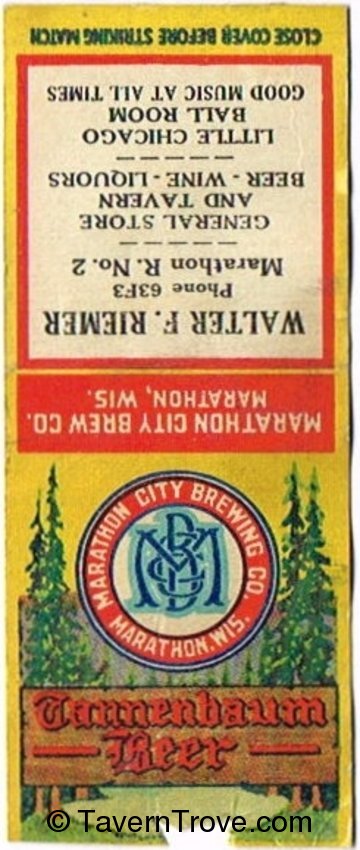 CLOSE COVER BEFORE STRIKING MATCH
WALTER F. RIEMER
Phone 63F3
Marathon R. No. 2
GENERAL STORE
AND TAVERN
BEER - WINE - LIQUORS
LITTLE CHICAGO
BALL ROOM
GOOD MUSIC AT ALL TIMES
MARATHON CITY BREW CO.
MARATHON, WIS.
MARATHON CITY BREWING CO.
MBC
MARATHON, WIS.
Tannenbaum
Beer
© TavernTrove.com